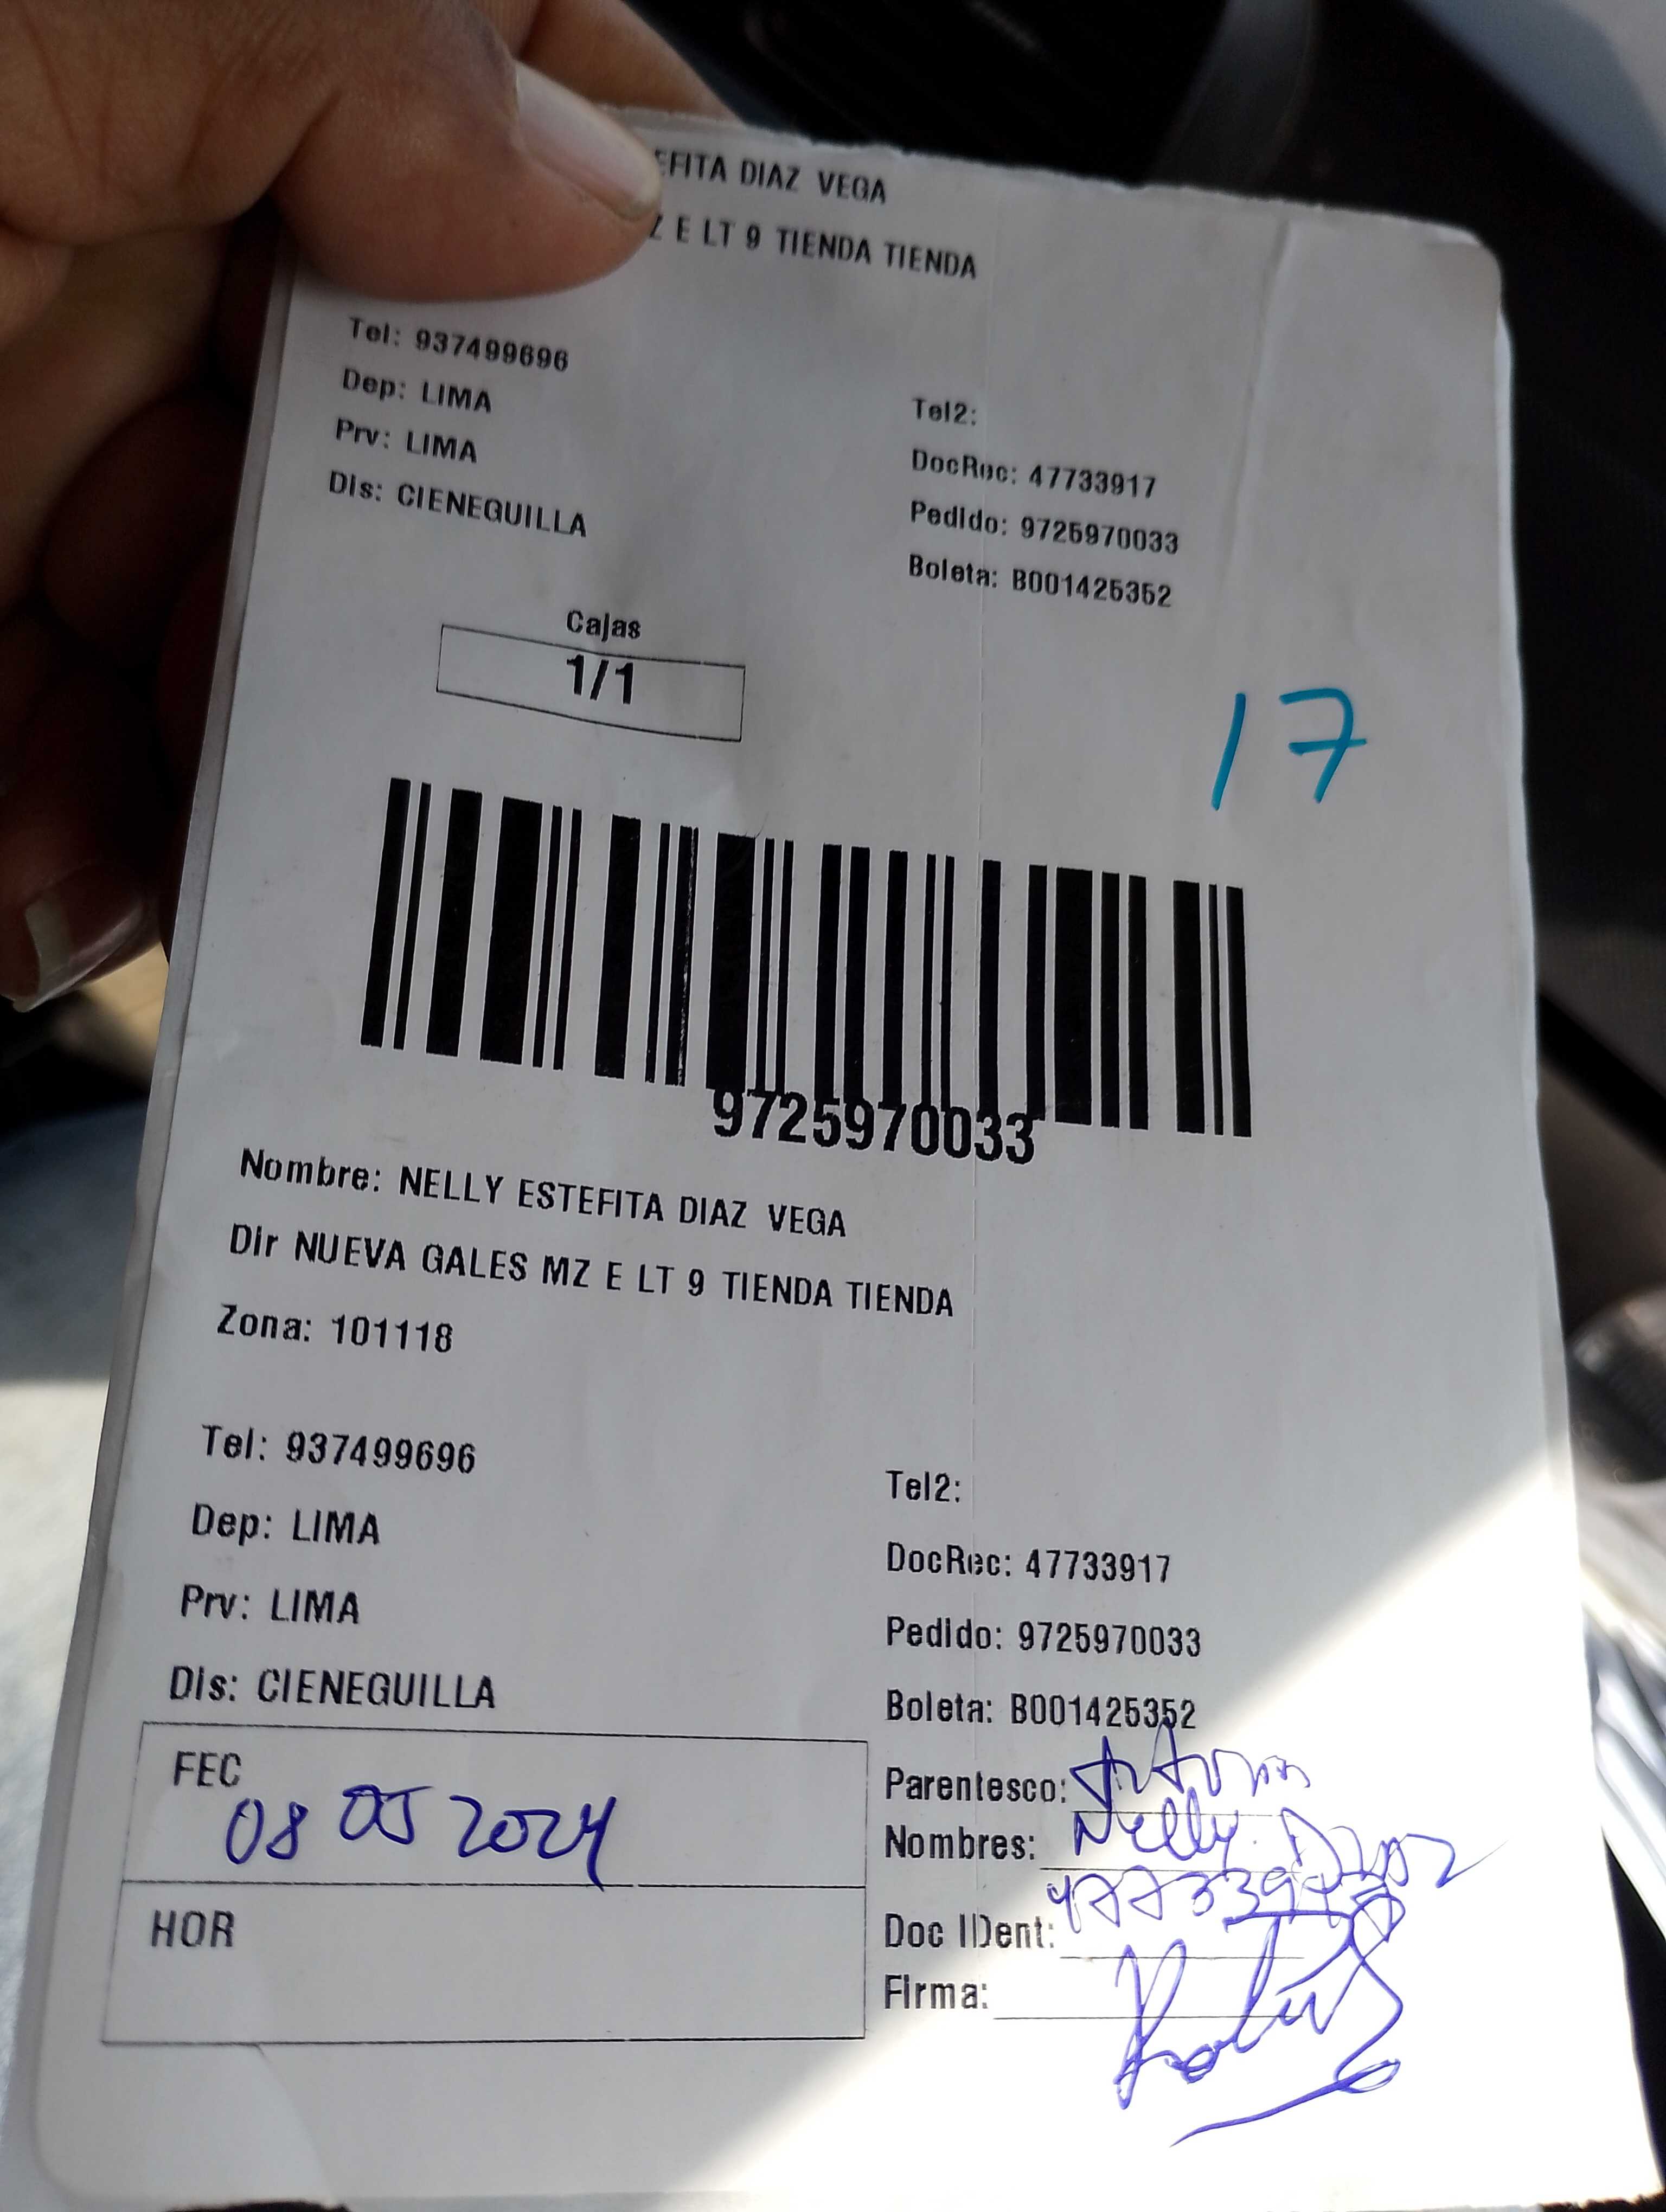 EFITA DIAZ VEGA
Z E LT 9 TIENDA TIENDA
Tel: 937499696
Dep: LIMA
Prv: LIMA
Dis: CIENEGUILLA
Tel2:
DocRec: 47733917
Pedido: 9725970033
Boleta: B001425352
Cajas
1/1
17
9725970033
Nombre: NELLY ESTEFITA DIAZ VEGA
Dir NUEVA GALES MZ E LT 9 TIENDA TIENDA
Zona: 101118
Tel: 937499696
Dep: LIMA
Prv: LIMA
Dis: CIENEGUILLA
Tel2:
DocRec: 47733917
Pedido: 9725970033
Boleta: B001425352
FEC
08 05 2024
HOR
Parentesco:
Nombres: Nelly Diaz
Doc IDent:
Firma: